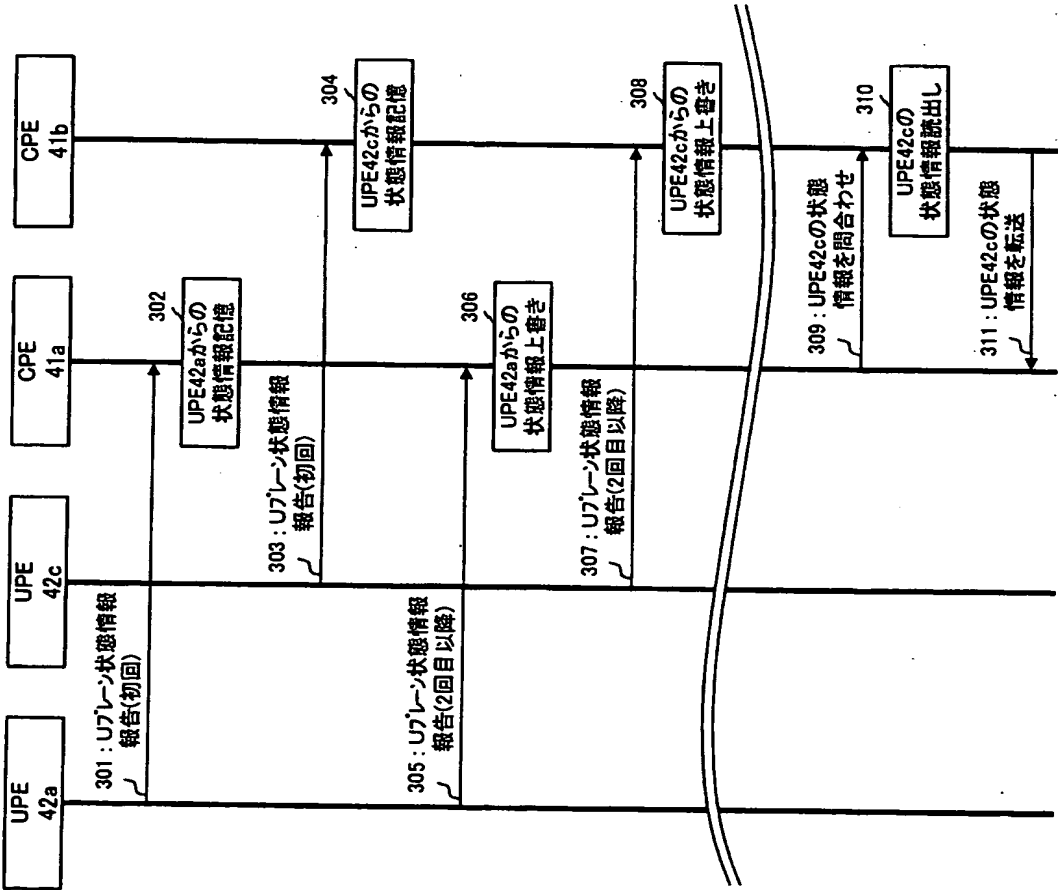 UPE
42a
UPE
42c
CPE
41a
CPE
41b
301：Uプレーン状態情報
報告(初回)
302
UPE42aからの
状態情報記憶
303：Uプレーン状態情報
報告(初回)
304
UPE42cからの
状態情報記憶
305：Uプレーン状態情報
報告(2回目以降)
306
UPE42aからの
状態情報上書き
307：Uプレーン状態情報
報告(2回目以降)
308
UPE42cからの
状態情報上書き
309：UPE42cの状態
情報を問合わせ
310
UPE42cの
状態情報読出し
311：UPE42cの状態
情報を転送